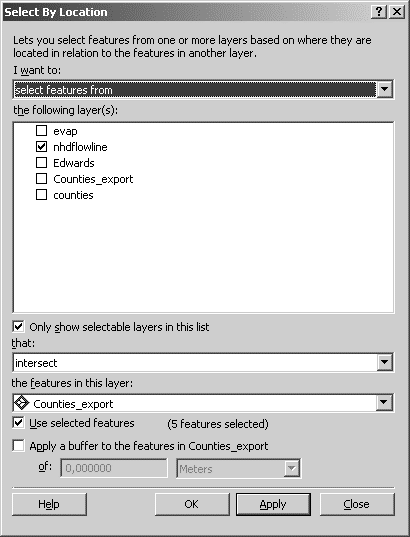 Select By Location
Lets you select features from one or more layers based on where they are
located in relation to the features in another layer.
I want to:
select features from
the following layer(s):
evap
nhdflowline
Edwards
Counties_export
counties
Only show selectable layers in this list
that:
intersect
the features in this layer:
Counties_export
Use selected features (5 features selected)
Apply a buffer to the features in Counties_export
of: 0,000000 Meters
Help OK Apply Close